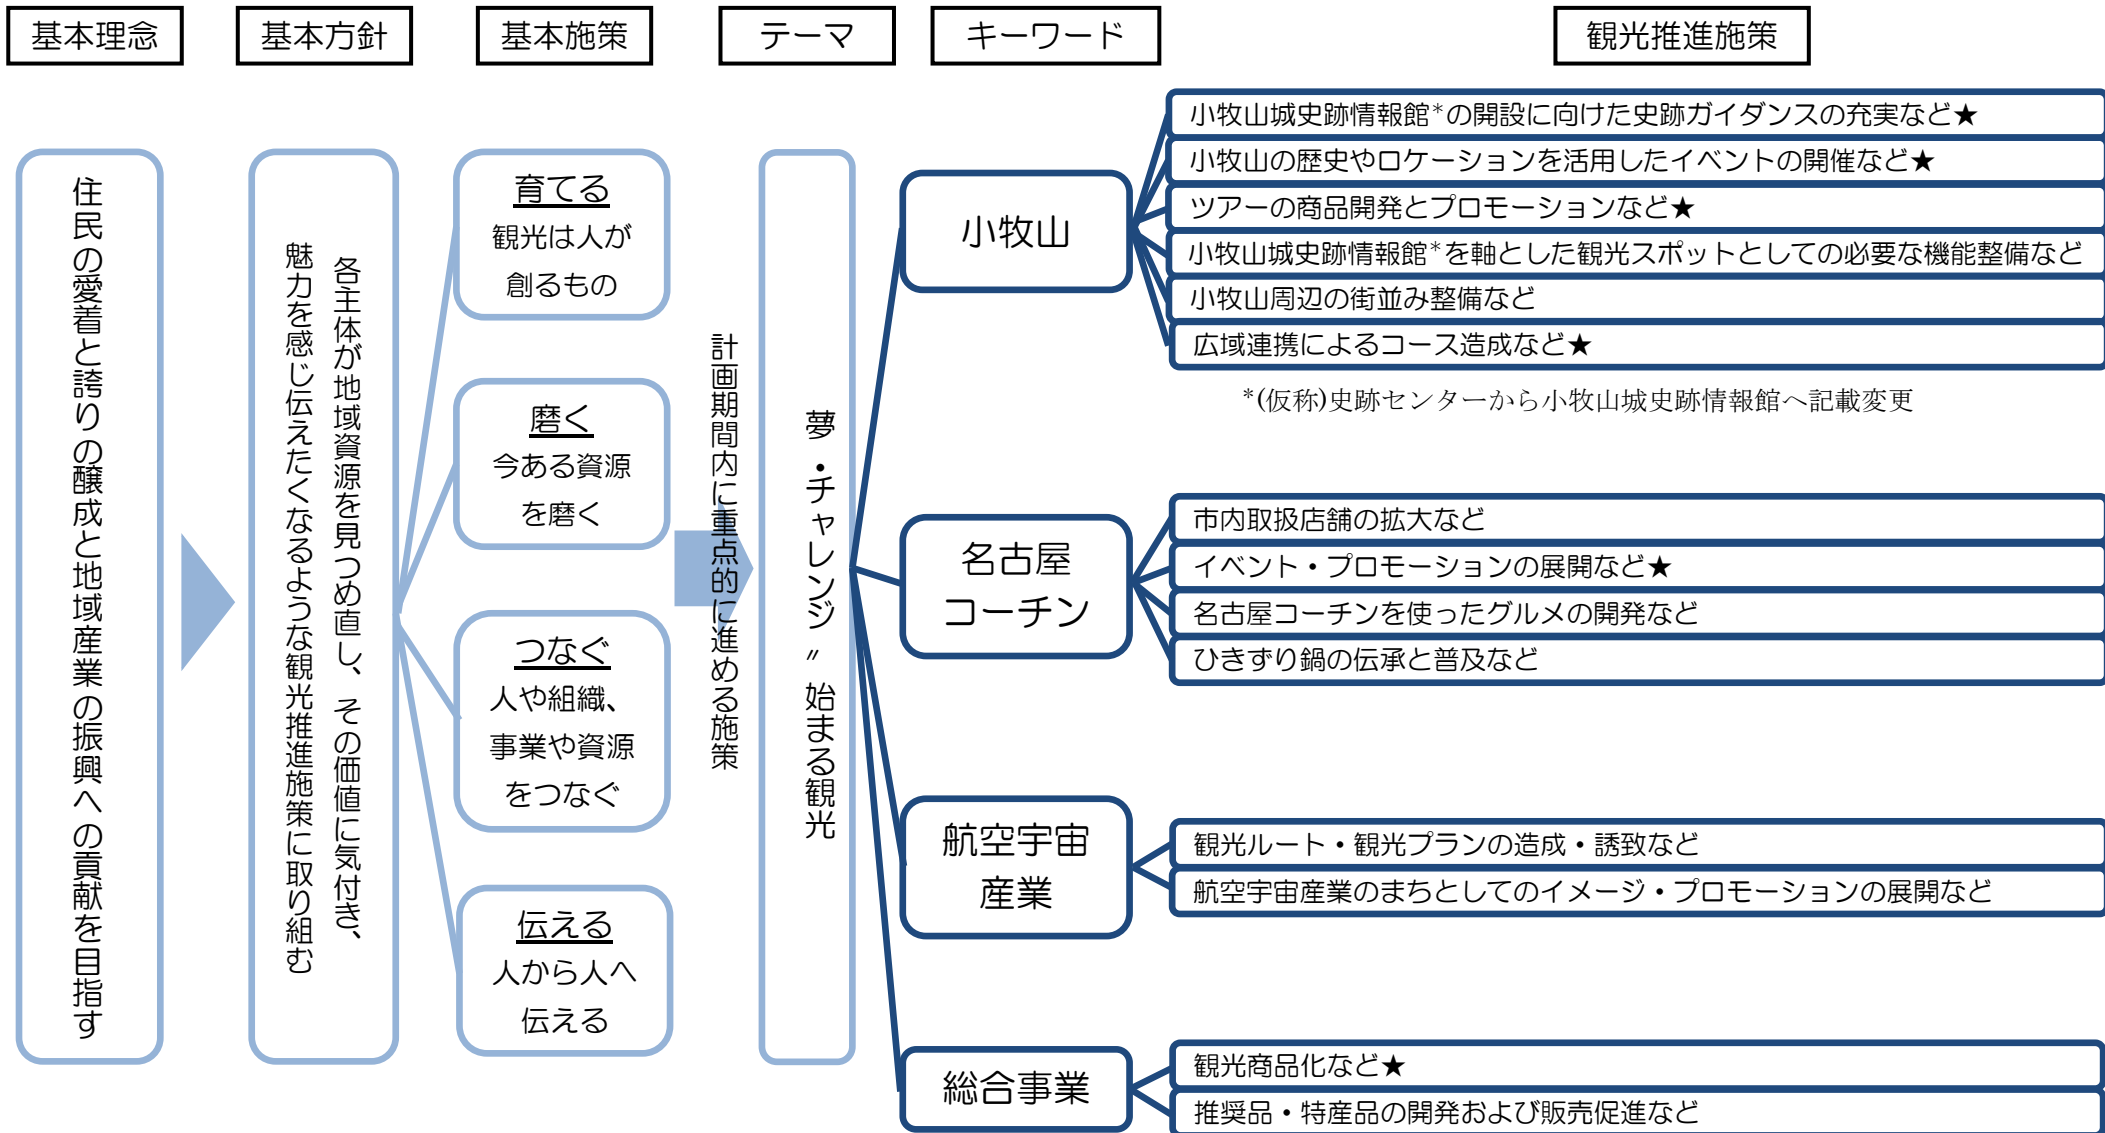 基本理念
基本方針
基本施策
テーマ
キーワード
観光推進施策
住民の愛着と誇りの醸成と地域産業の振興への貢献を目指す
各主体が地域資源を見つめ直し、その価値に気付き、
魅力を感じ伝えたくなるような観光推進施策に取り組む
育てる
観光は人が
創るもの
磨く
今ある資源
を磨く
つなぐ
人や組織、
事業や資源
をつなぐ
伝える
人から人へ
伝える
計画期間内に重点的に進める施策
夢・チャレンジ〃始まる観光
小牧山
小牧山城史跡情報館*の開設に向けた史跡ガイダンスの充実など★
小牧山の歴史やロケーションを活用したイベントの開催など★
ツアーの商品開発とプロモーションなど★
小牧山城史跡情報館*を軸とした観光スポットとしての必要な機能整備など
小牧山周辺の街並み整備など
広域連携によるコース造成など★
*(仮称)史跡センターから小牧山城史跡情報館へ記載変更
名古屋
コーチン
市内取扱店舗の拡大など
イベント・プロモーションの展開など★
名古屋コーチンを使ったグルメの開発など
ひきずり鍋の伝承と普及など
航空宇宙
産業
観光ルート・観光プランの造成・誘致など
航空宇宙産業のまちとしてのイメージ・プロモーションの展開など
総合事業
観光商品化など★
推奨品・特産品の開発および販売促進など